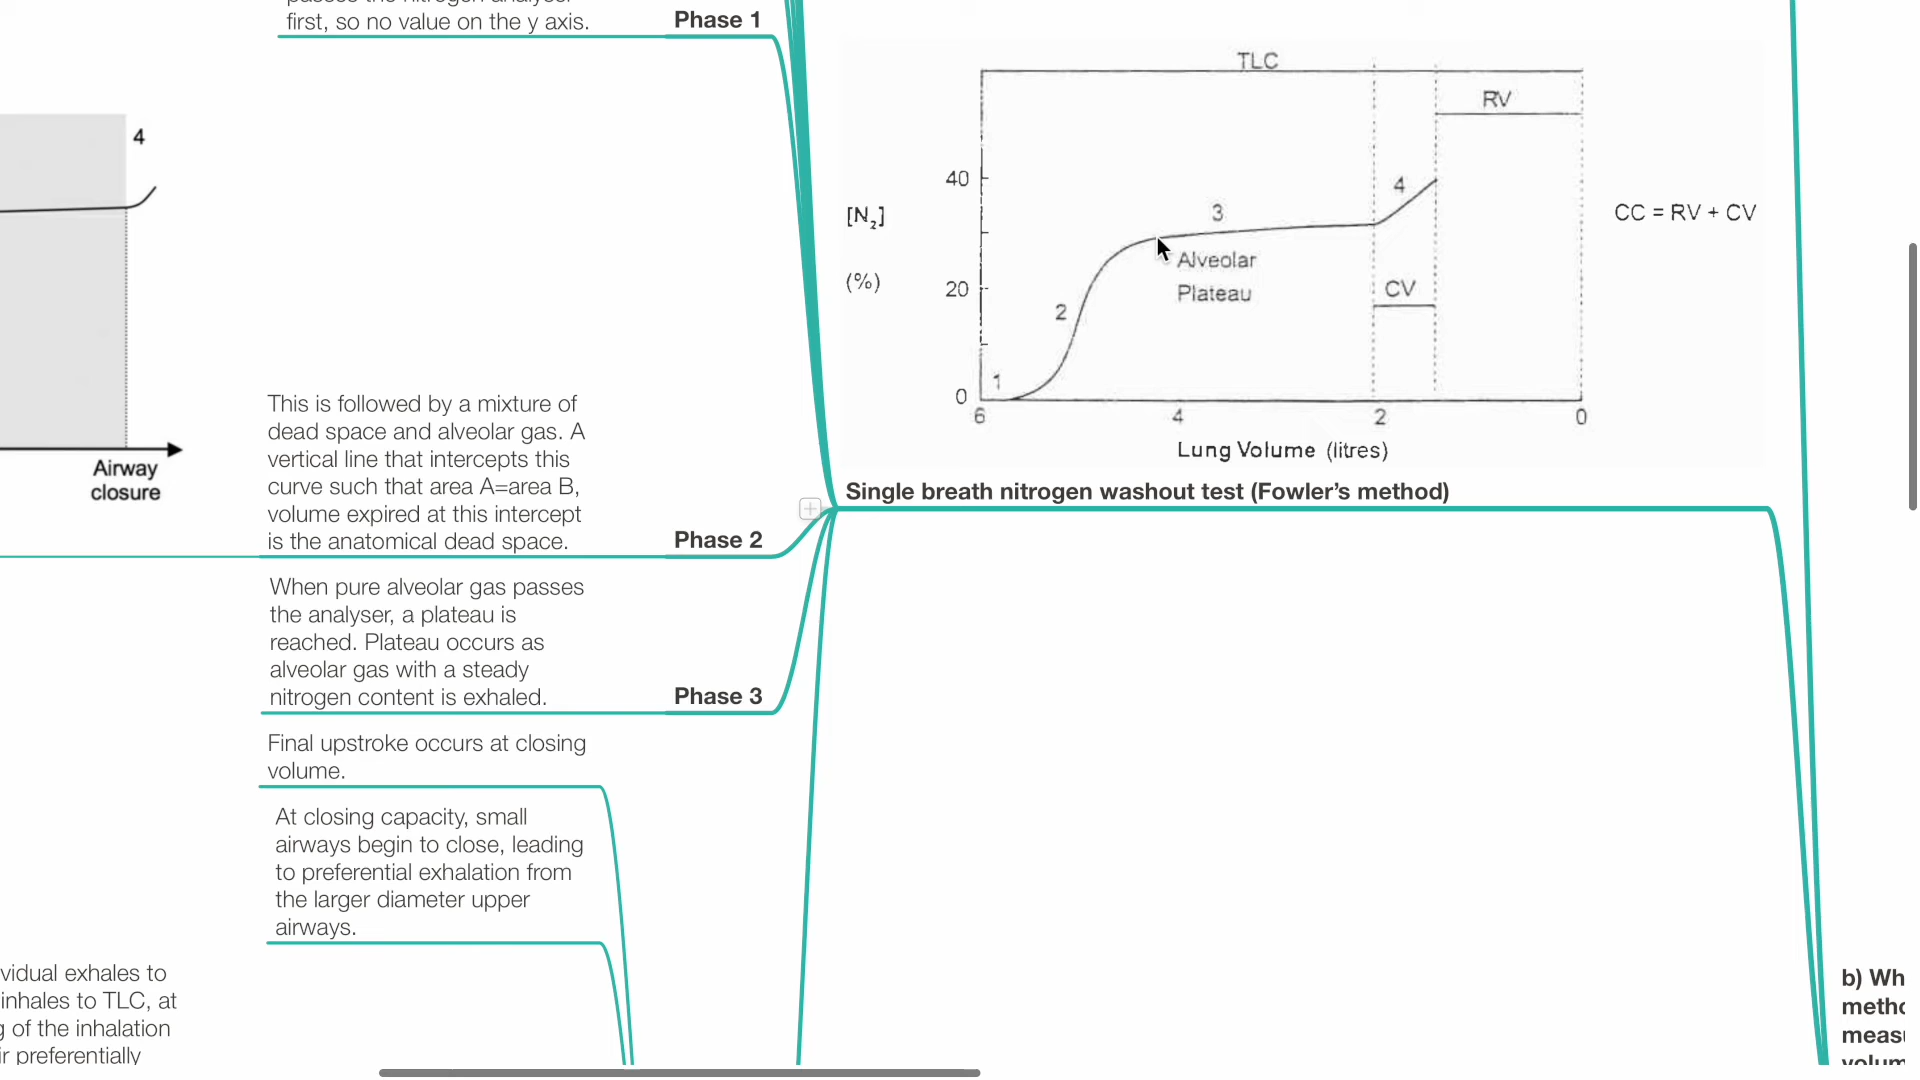 first, so no value on the y axis.
Phase 1
4
Airway
closure
This is followed by a mixture of
dead space and alveolar gas. A
vertical line that intercepts this
curve such that area A=area B,
volume expired at this intercept
is the anatomical dead space.
Phase 2
When pure alveolar gas passes
the analyser, a plateau is
reached. Plateau occurs as
alveolar gas with a steady
nitrogen content is exhaled.
Phase 3
Final upstroke occurs at closing
volume.
At closing capacity, small
airways begin to close, leading
to preferential exhalation from
the larger diameter upper
airways.
exhales to
inhales to TLC, at
of the inhalation
preferentially
TLC
RV
40
[N₂]
(%)
20
0
1
2
3
4
Alveolar
Plateau
CV
CC = RV + CV
6
4
2
0
Lung Volume (litres)
Single breath nitrogen washout test (Fowler's method)
b)